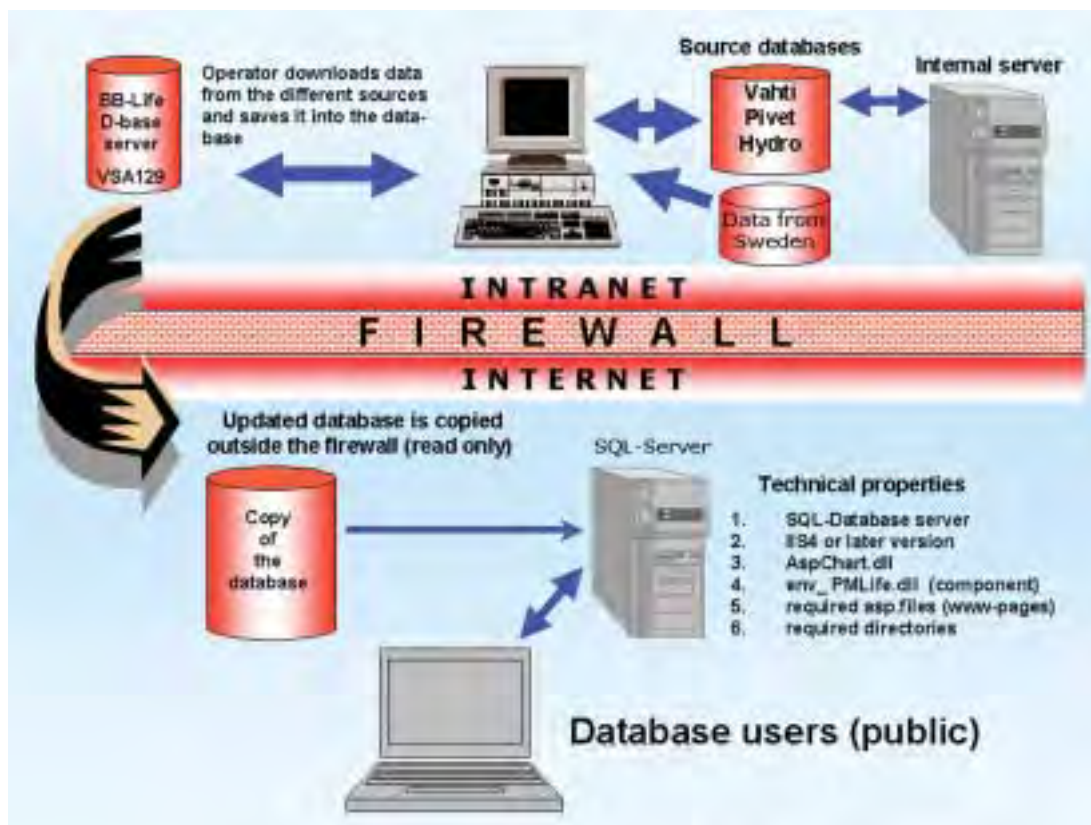 BB-Life
D-base
server
VSA129
Operator downloads data
from the different sources
and saves it into the data-
base
Source databases
Vahti
Pivet
Hydro
Internal server
Data from
Sweden
INTRANET
FIREWALL
INTERNET
Updated database is copied
outside the firewall (read only)
Copy
of
the
database
SQL-Server
Technical properties
1. SQL-Database server
2. IIS4 or later version
3. AspChart.dll
4. env_PMLife.dll (component)
5. required asp.files (www-pages)
6. required directories
Database users (public)